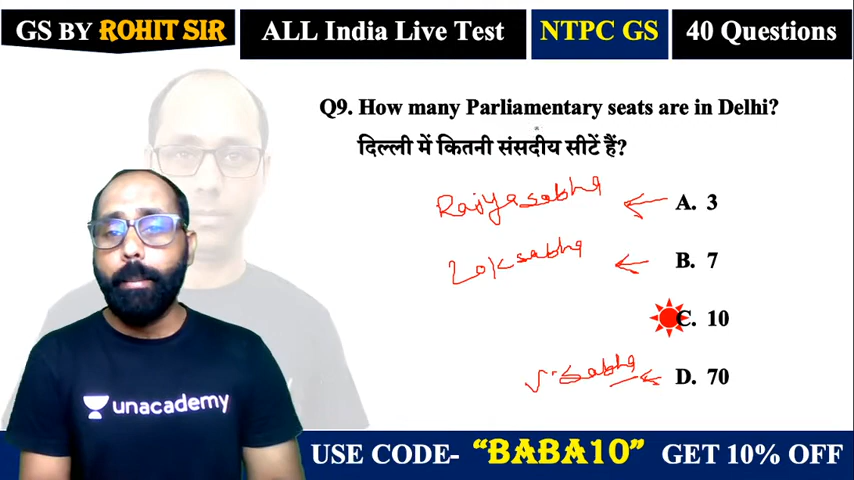 GS BY ROHIT SIR
ALL India Live Test
NTPC GS
40 Questions
Q9. How many Parliamentary seats are in Delhi?
दिल्ली में कितनी संसदीय सीटें हैं?
Rajyasabha
A. 3
Loksabha
B. 7
C. 10
V. Sabha
D. 70
unacademy
USE CODE- “BABA10” GET 10% OFF